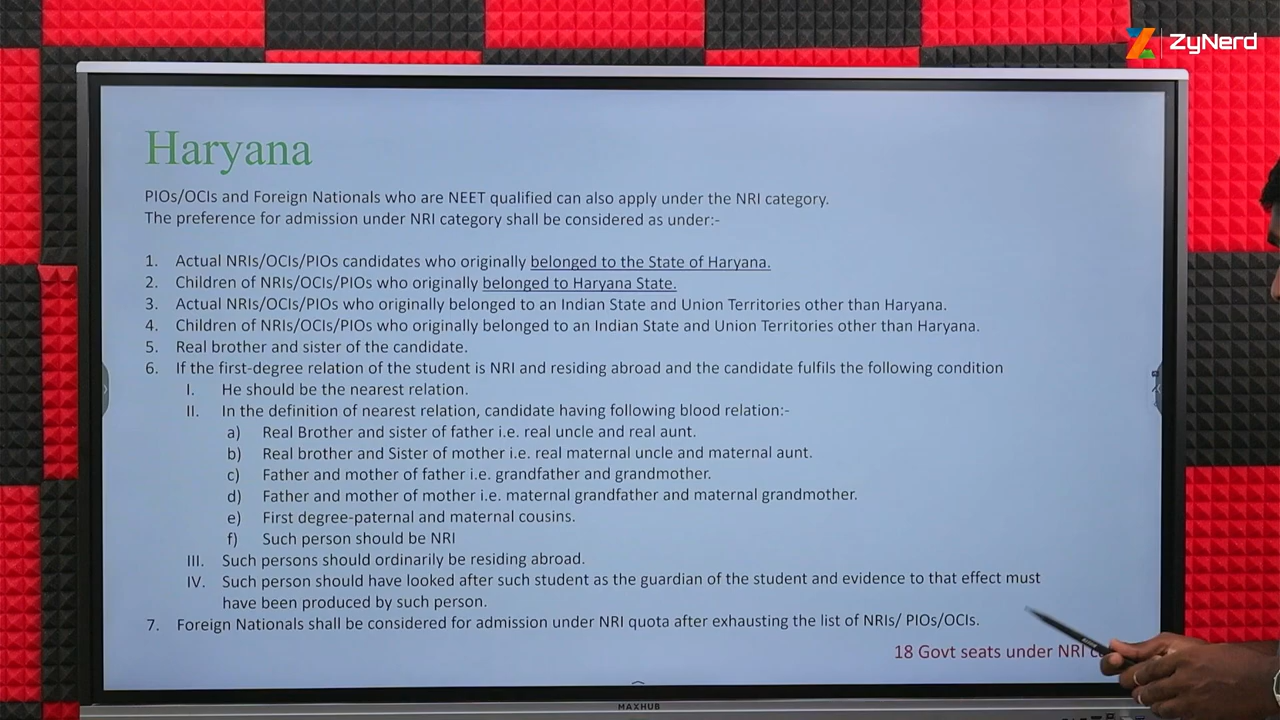 ZyNerd
Haryana
PIOs/OCIs and Foreign Nationals who are NEET qualified can also apply under the NRI category.
The preference for admission under NRI category shall be considered as under:-
1. Actual NRIs/OCIs/PIOs candidates who originally belonged to the State of Haryana.
2. Children of NRIs/OCIs/PIOs who originally belonged to Haryana State.
3. Actual NRIs/OCIs/PIOs who originally belonged to an Indian State and Union Territories other than Haryana.
4. Children of NRIs/OCIs/PIOs who originally belonged to an Indian State and Union Territories other than Haryana.
5. Real brother and sister of the candidate.
6. If the first-degree relation of the student is NRI and residing abroad and the candidate fulfils the following condition
I. He should be the nearest relation.
II. In the definition of nearest relation, candidate having following blood relation:-
a) Real Brother and sister of father i.e. real uncle and real aunt.
b) Real brother and Sister of mother i.e. real maternal uncle and maternal aunt.
c) Father and mother of father i.e. grandfather and grandmother.
d) Father and mother of mother i.e. maternal grandfather and maternal grandmother.
e) First degree-paternal and maternal cousins.
f) Such person should be NRI
III. Such persons should ordinarily be residing abroad.
IV. Such person should have looked after such student as the guardian of the student and evidence to that effect must
have been produced by such person.
7. Foreign Nationals shall be considered for admission under NRI quota after exhausting the list of NRIs/ PIOs/OCIs.
18 Govt seats under NRI
MAXHUB